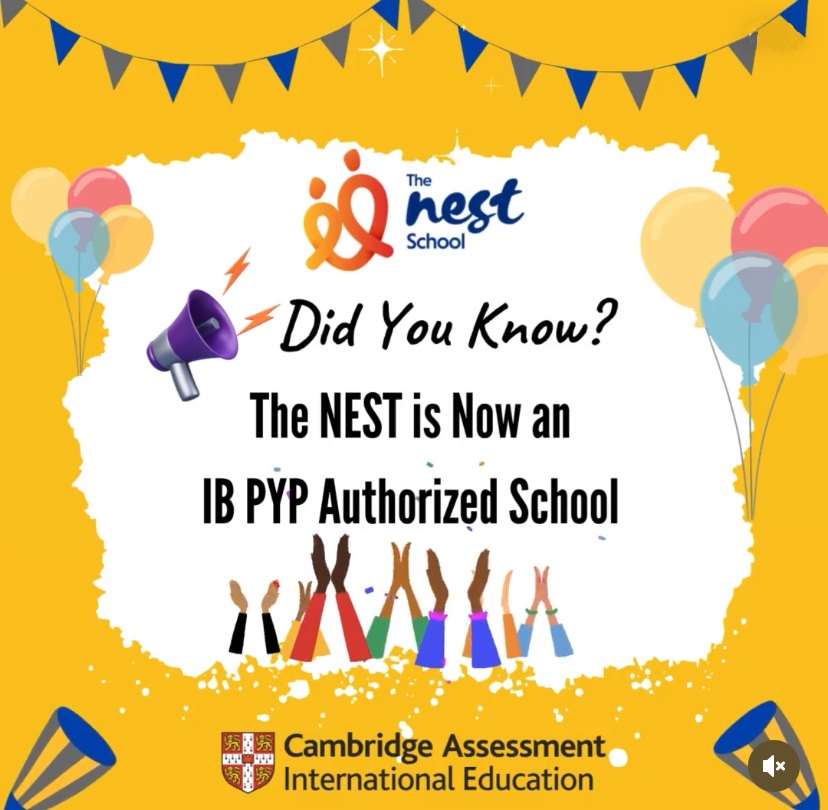 The
nest
School
Did You Know?
The NEST is Now an
IB PYP Authorized School
Cambridge Assessment
International Education